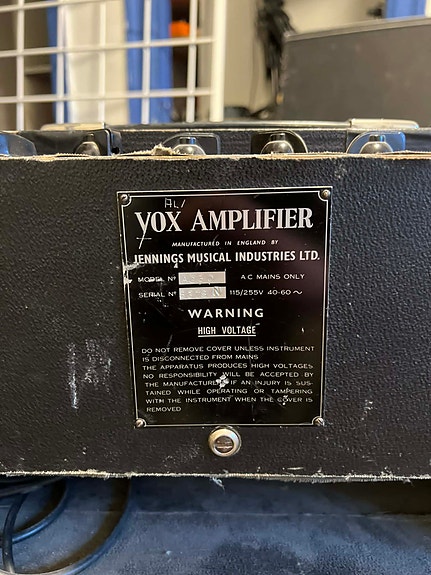 VOX AMPLIFIER
MANUFACTURED IN ENGLAND BY
JENNINGS MUSICAL INDUSTRIES LTD.
MODEL Nº A C MAINS ONLY
SERIAL Nº N 115/255V 40-60 ~
WARNING
HIGH VOLTAGE
DO NOT REMOVE COVER UNLESS INSTRUMENT
IS DISCONNECTED FROM MAINS
THE APPARATUS PRODUCES HIGH VOLTAGES
NO RESPONSIBILITY WILL BE ACCEPTED BY
THE MANUFACTURER IF AN INJURY IS SUS-
TAINED WHILE OPERATING OR TAMPERING
WITH THE INSTRUMENT WHEN THE COVER IS
REMOVED